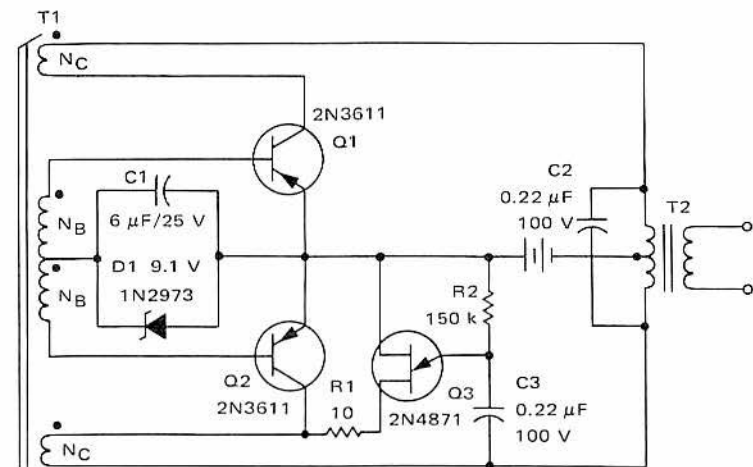 T1
NC
2N3611
Q1
C1
6 μF/25 V
NB
D1 9.1 V
1N2973
NB
C2
0.22 μF
100 V
T2
R2
150 k
Q2
2N3611
R1
10
Q3
2N4871
C3
0.22 μF
100 V
NC